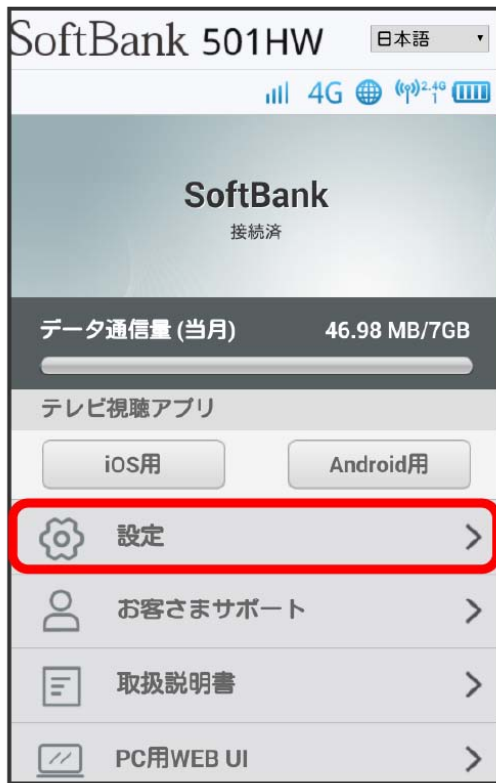 SoftBank 501HW 日本語
4G 2.4G 1
SoftBank
接続済
データ通信量 (当月) 46.98 MB/7GB
テレビ視聴アプリ
iOS用 Android用
設定
お客さまサポート
取扱説明書
PC用WEB UI